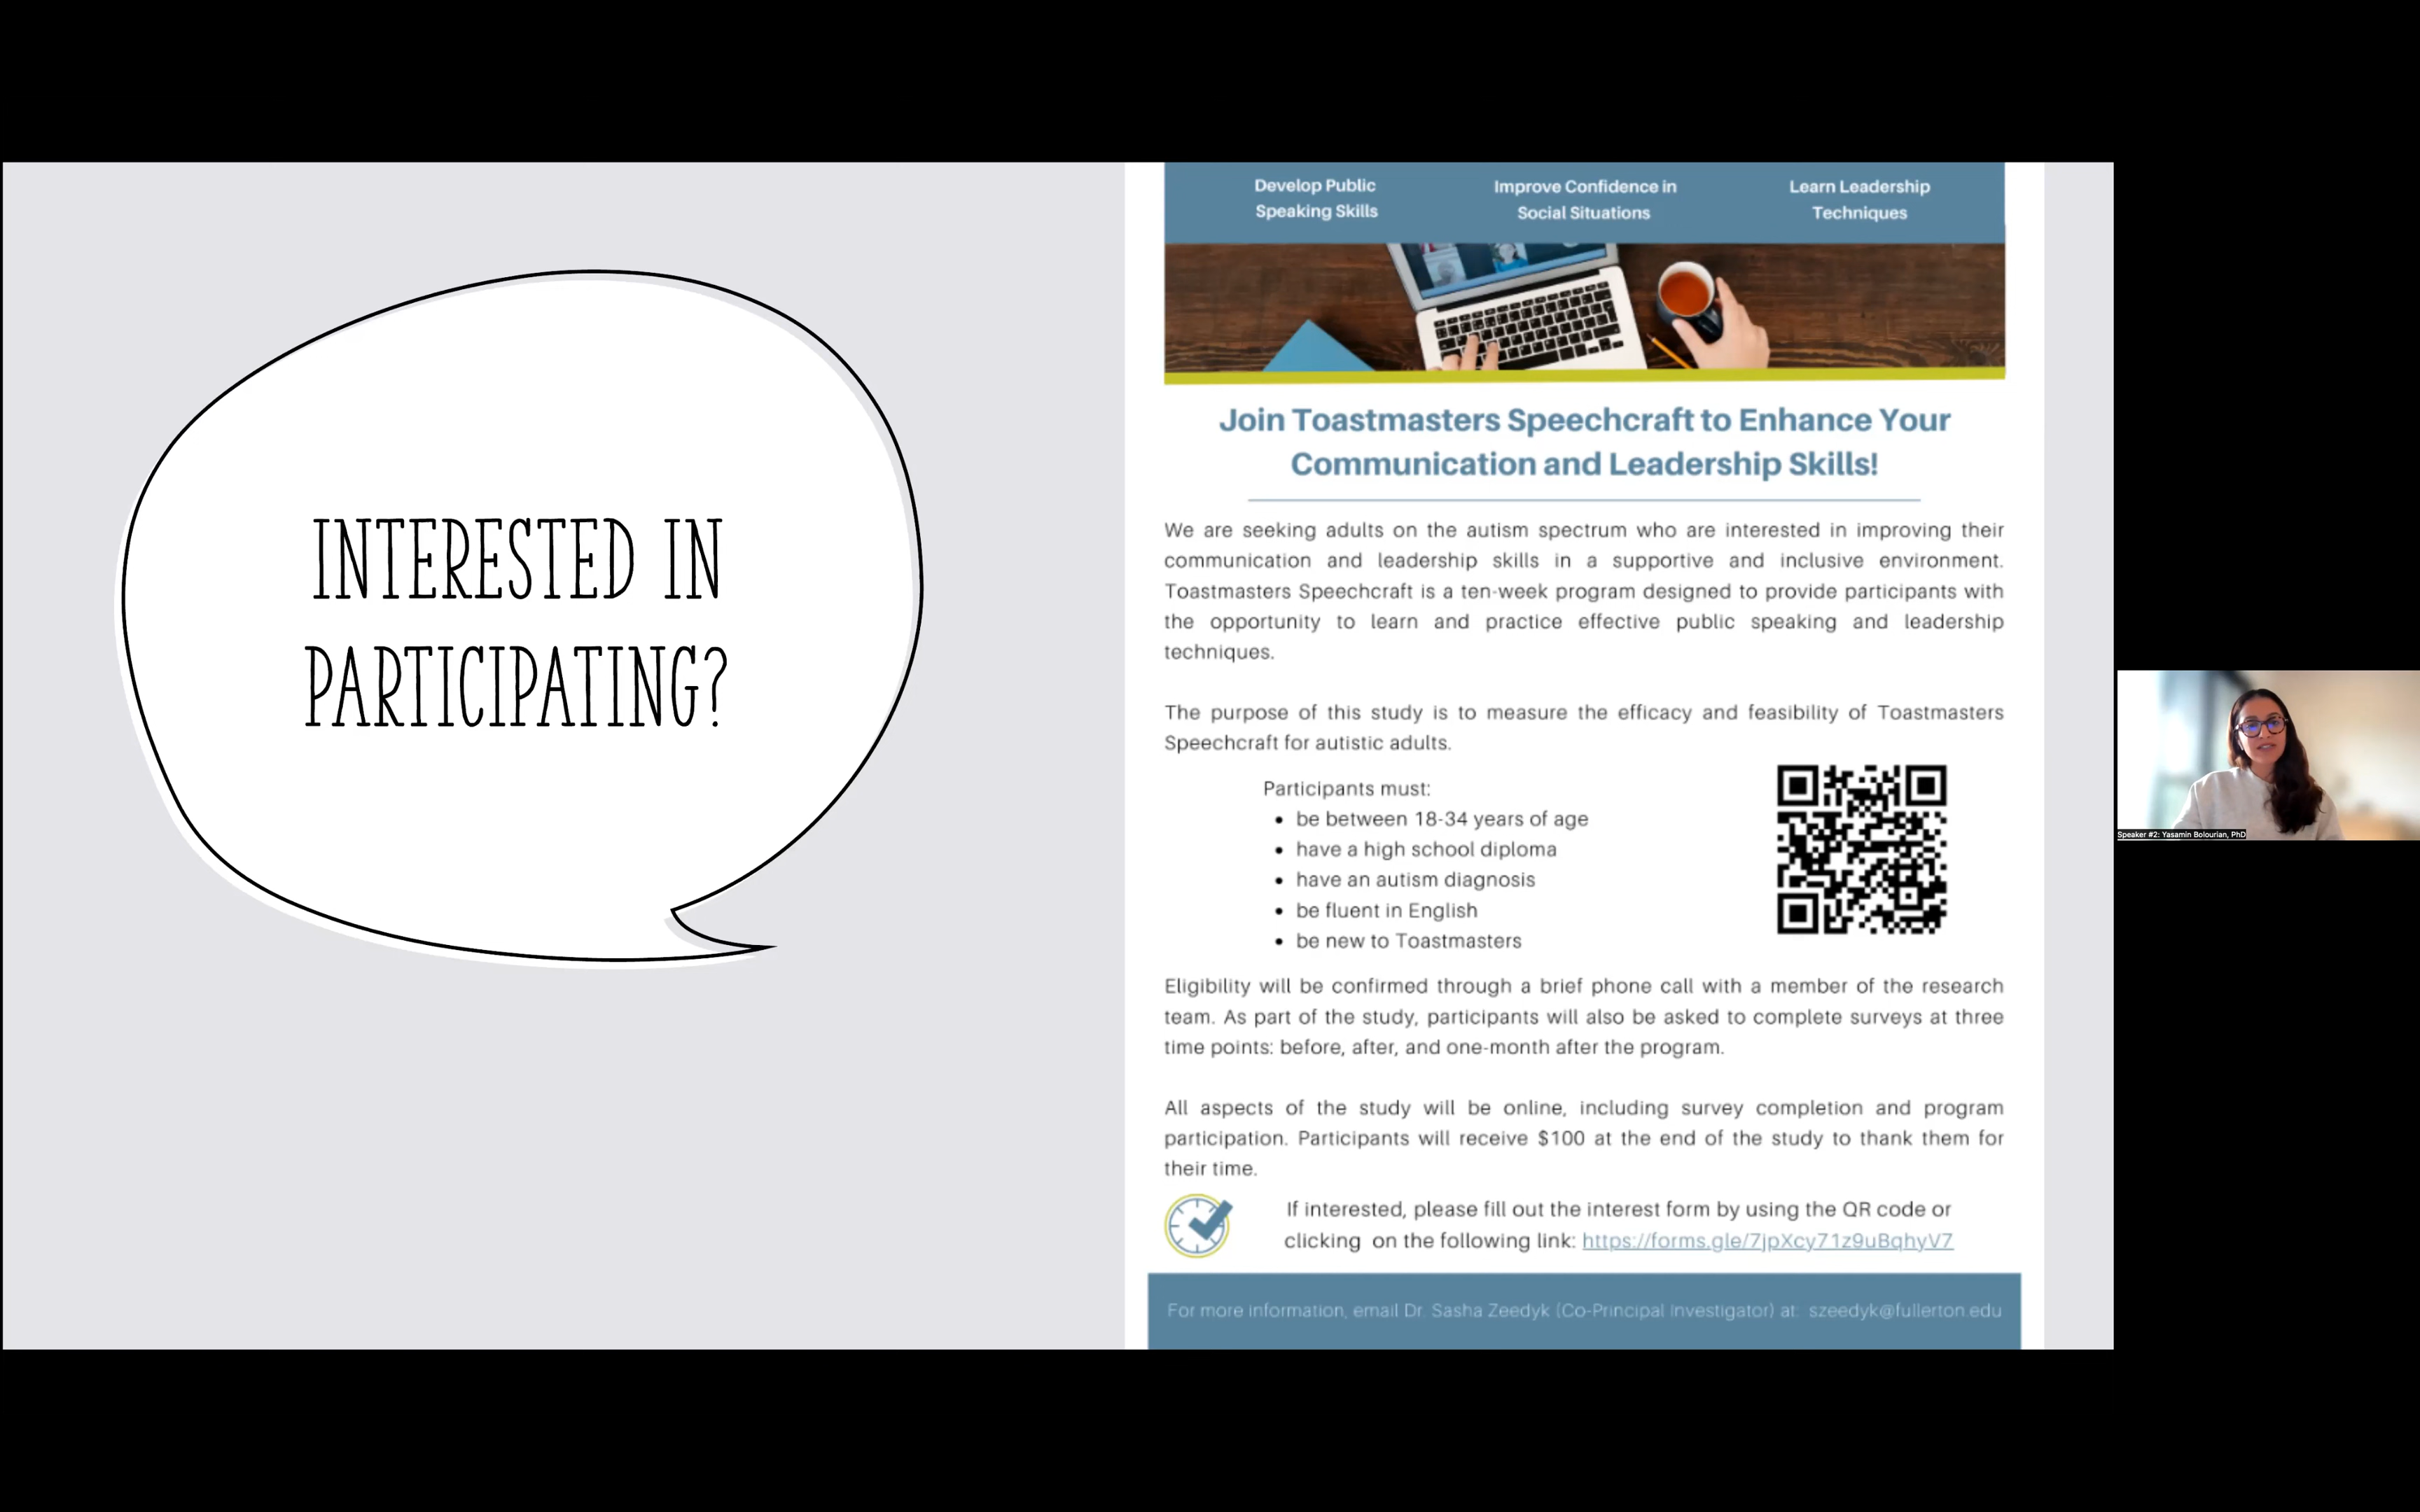 INTERESTED IN
PARTICIPATING?
Develop Public
Speaking Skills
Improve Confidence in
Social Situations
Learn Leadership
Techniques
Join Toastmasters Speechcraft to Enhance Your
Communication and Leadership Skills!
We are seeking adults on the autism spectrum who are interested in improving their
communication and leadership skills in a supportive and inclusive environment.
Toastmasters Speechcraft is a ten-week program designed to provide participants with
the opportunity to learn and practice effective public speaking and leadership
techniques.
The purpose of this study is to measure the efficacy and feasibility of Toastmasters
Speechcraft for autistic adults.
Participants must:
• be between 18-34 years of age
• have a high school diploma
• have an autism diagnosis
• be fluent in English
• be new to Toastmasters
Eligibility will be confirmed through a brief phone call with a member of the research
team. As part of the study, participants will also be asked to complete surveys at three
time points: before, after, and one-month after the program.
All aspects of the study will be online, including survey completion and program
participation. Participants will receive $100 at the end of the study to thank them for
their time.
If interested, please fill out the interest form by using the QR code or
clicking on the following link: https://forms.gle/7jpXcy71z9uBqhyV7
For more information, email Dr. Sasha Zeedyk (Co-Principal Investigator) at: szeedyk@fullerton.edu
Speaker #2: Yasamin Bolourian, PhD